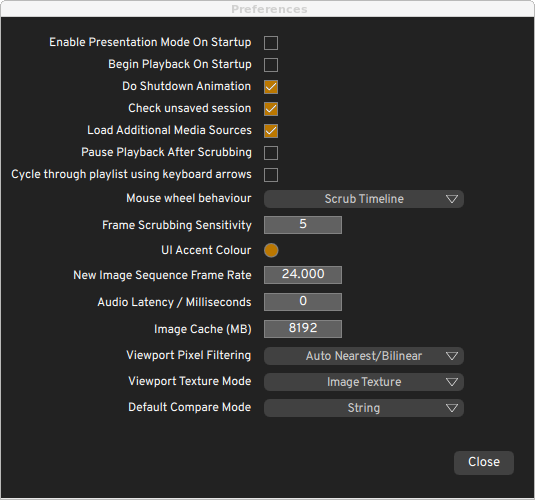 Preferences
Enable Presentation Mode On Startup
Begin Playback On Startup
Do Shutdown Animation
Check unsaved session
Load Additional Media Sources
Pause Playback After Scrubbing
Cycle through playlist using keyboard arrows
Mouse wheel behaviour Scrub Timeline
Frame Scrubbing Sensitivity 5
UI Accent Colour
New Image Sequence Frame Rate 24.000
Audio Latency / Milliseconds 0
Image Cache (MB) 8192
Viewport Pixel Filtering Auto Nearest/Bilinear
Viewport Texture Mode Image Texture
Default Compare Mode String
Close